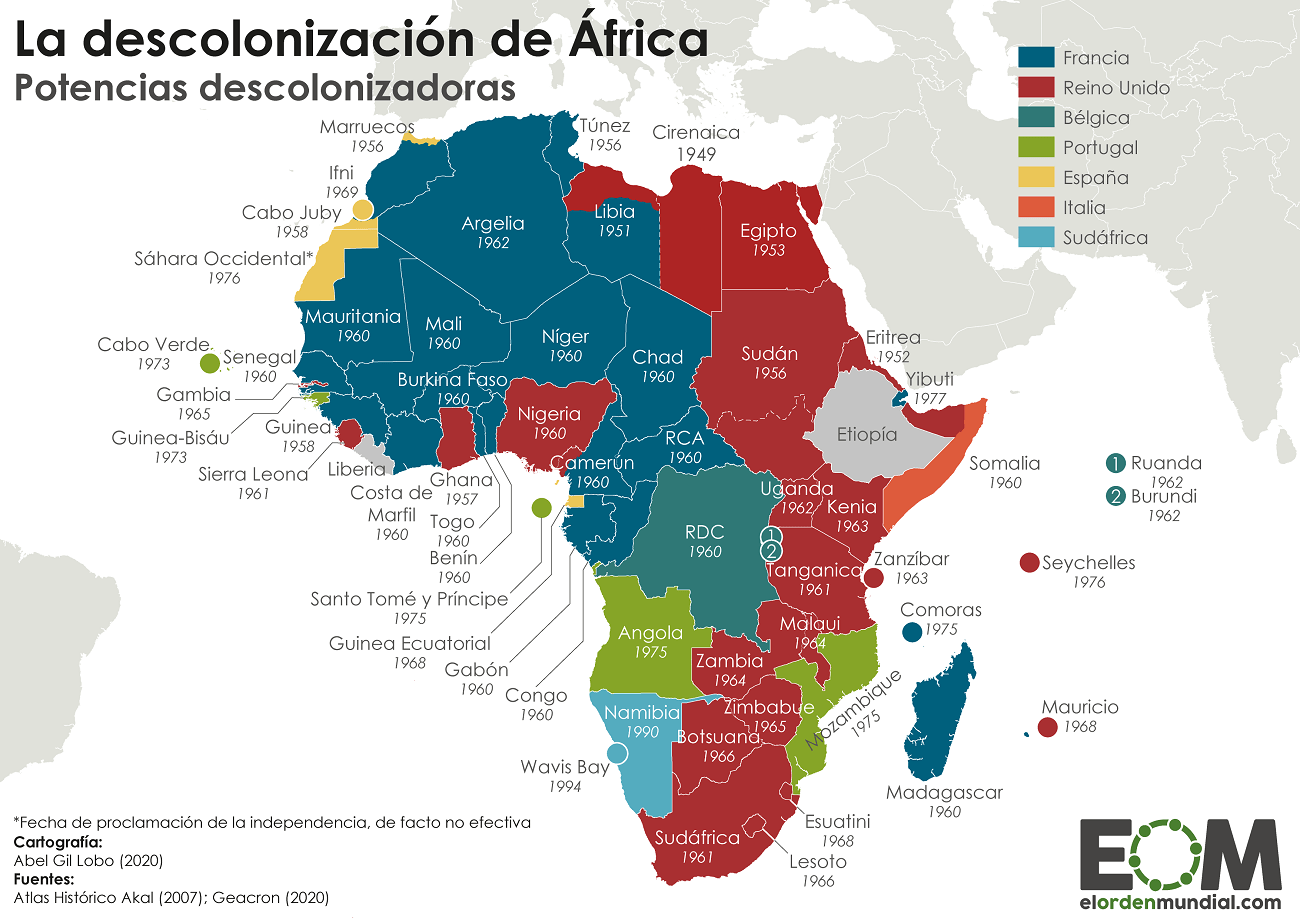 La descolonización de África
Potencias descolonizadoras
Francia
Reino Unido
Bélgica
Portugal
España
Italia
Sudáfrica
Marruecos
1956
Túnez
1956
Cirenaica
1949
Ifni
1969
Cabo Juby
1958
Sáhara Occidental*
1976
Argelia
1962
Libia
1951
Egipto
1953
Mauritania
1960
Mali
1960
Níger
1960
Chad
1960
Sudán
1956
Eritrea
1952
Yibuti
1977
Cabo Verde
1973
Senegal
1960
Gambia
1965
Guinea-Bisáu
1973
Guinea
1958
Sierra Leona
1961
Liberia
Burkina Faso
1960
Costa de
Marfil
1960
Ghana
1957
Togo
1960
Benín
1960
Nigeria
1960
Camerún
1960
RCA
1960
Etiopía
Somalia
1960
1 Ruanda
1962
2 Burundi
1962
Uganda
1962
Kenia
1963
RDC
1960
1
2
Tanganica
1961
Zanzíbar
1963
Seychelles
1976
Santo Tomé y Príncipe
1975
Guinea Ecuatorial
1968
Gabón
1960
Congo
1960
Comoras
1975
Angola
1975
Malaui
1964
Zambia
1964
Mozambique
1975
Zimbabue
1965
Namibia
1990
Botsuana
1966
Mauricio
1968
Wavis Bay
1994
Madagascar
1960
Esuatini
1968
Sudáfrica
1961
Lesoto
1966
*Fecha de proclamación de la independencia, de facto no efectiva
Cartografía:
Abel Gil Lobo (2020)
Fuentes:
Atlas Histórico Akal (2007); Geacron (2020)
EOM
elordenmundial.com